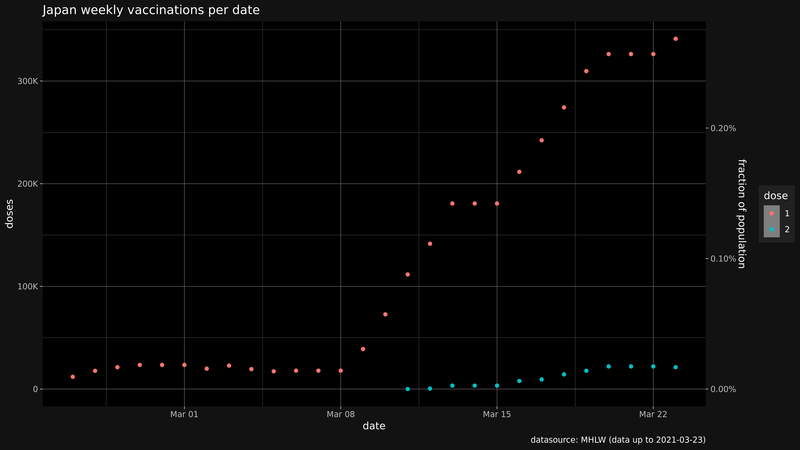 Japan weekly vaccinations per date
300K
200K
100K
0
doses
0.20%
0.10%
0.00%
fraction of population
dose
1
2
Mar 01
Mar 08
Mar 15
Mar 22
date
datasource: MHLW (data up to 2021-03-23)